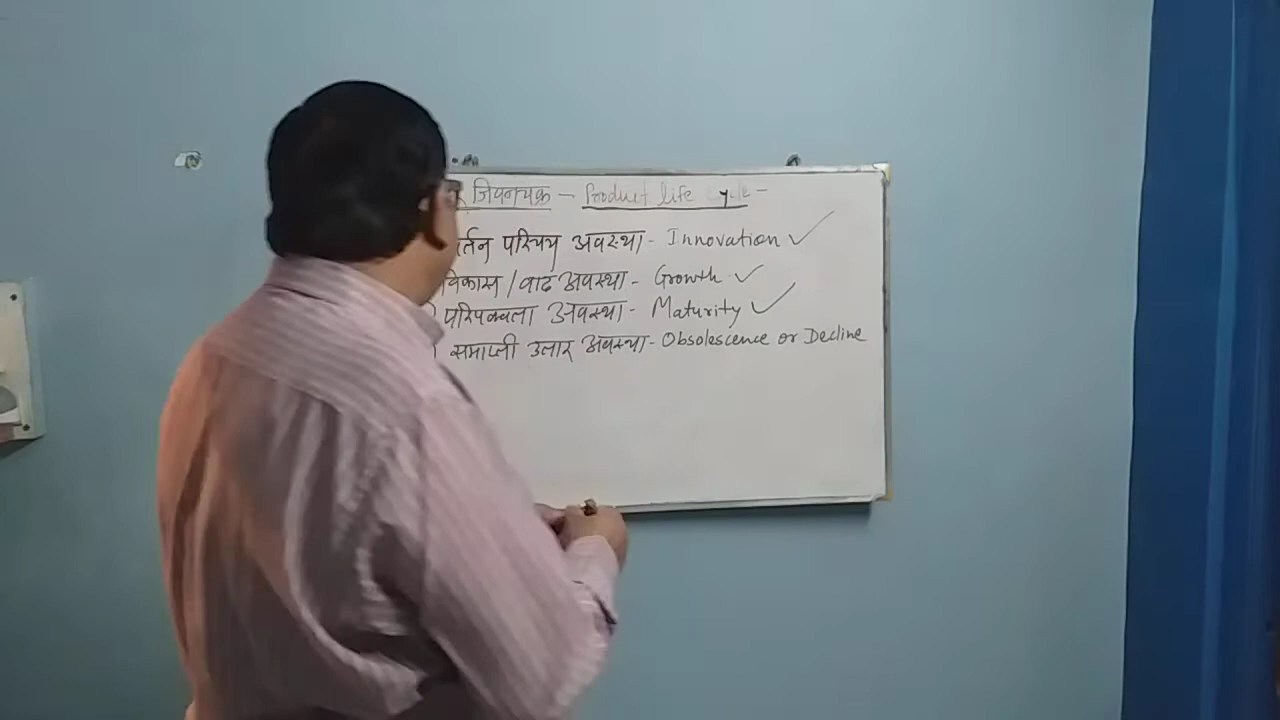 जिवनचक्र - Product life cycle -
परिचय अवस्था - Innovation ✓
विकास / वाढ अवस्था - Growth ✓
परिपक्वता अवस्था - Maturity ✓
समाप्ती उतार अवस्था - Obsolescence or Decline